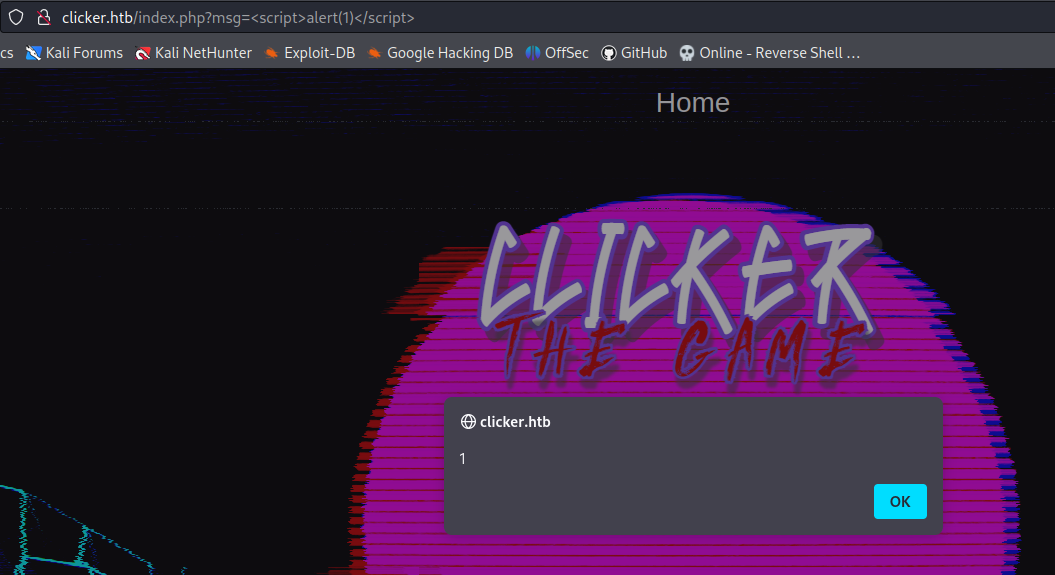 clicker.htb/index.php?msg=<script>alert(1)</script>
cs Kali Forums Kali NetHunter Exploit-DB Google Hacking DB OffSec GitHub Online - Reverse Shell …
Home
CLICKER
THE GAME
clicker.htb
1
OK